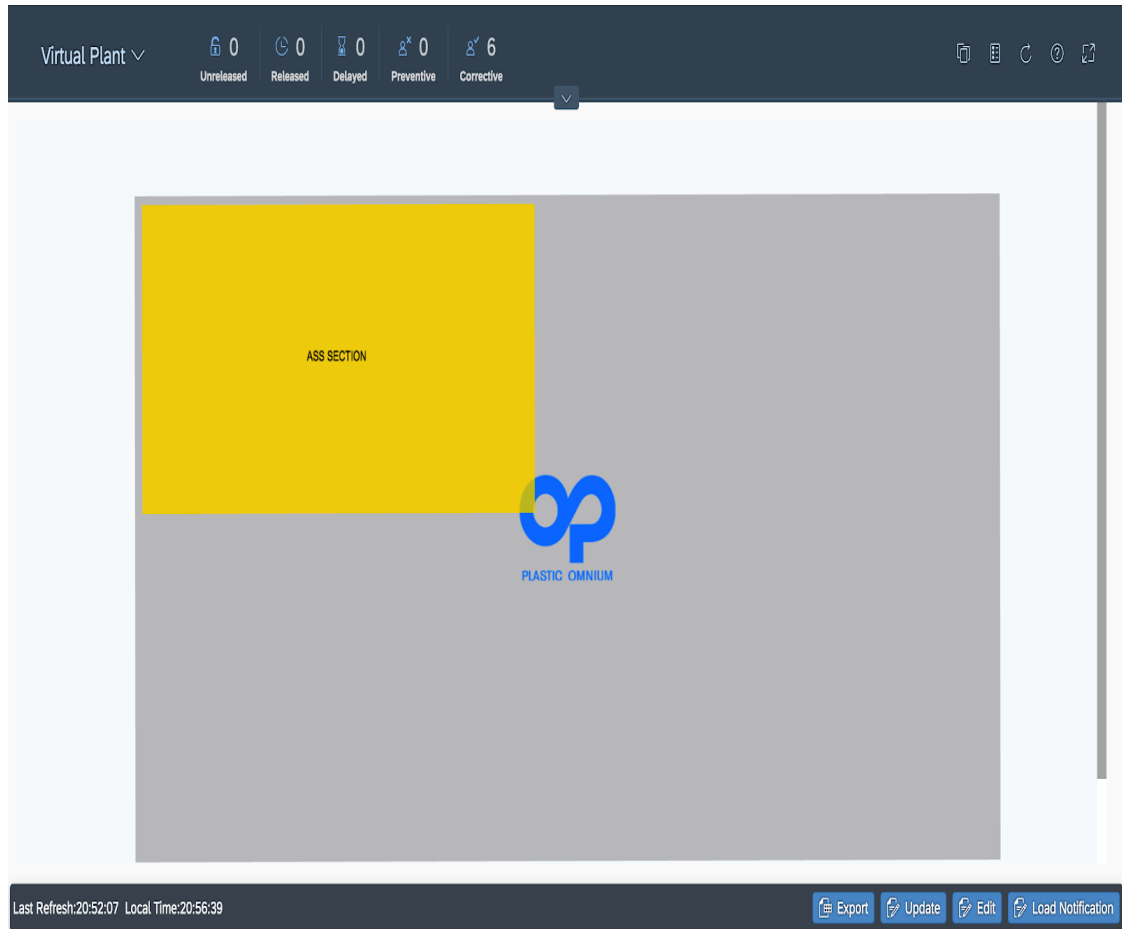 Virtual Plant
0
Unreleased
0
Released
0
Delayed
0
Preventive
6
Corrective
ASS SECTION
PLASTIC OMNIUM
Last Refresh:20:52:07 Local Time:20:56:39
Export
Update
Edit
Load Notification